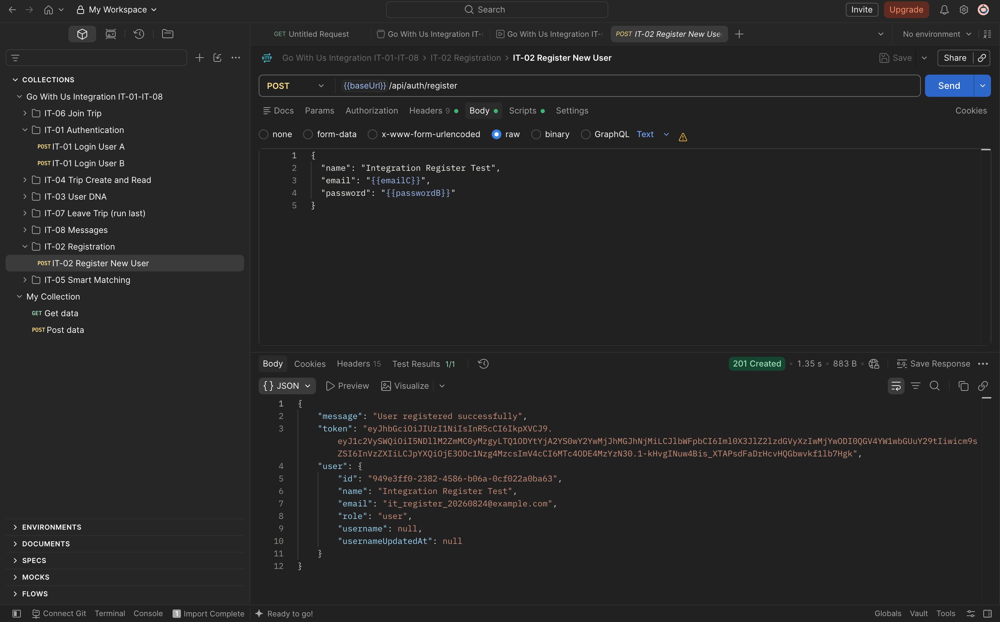 My Workspace
Search
Invite
Upgrade
GET Untitled Request
Go With Us Integration IT-
Go With Us Integration IT-
POST IT-02 Register New User
No environment
Go With Us Integration IT-01-IT-08 > IT-02 Registration > IT-02 Register New User
Save
Share
COLLECTIONS
Go With Us Integration IT-01-IT-08
IT-06 Join Trip
IT-01 Authentication
POST IT-01 Login User A
POST IT-01 Login User B
IT-04 Trip Create and Read
IT-03 User DNA
IT-07 Leave Trip (run last)
IT-08 Messages
IT-02 Registration
POST IT-02 Register New User
IT-05 Smart Matching
My Collection
GET Get data
POST Post data
ENVIRONMENTS
DOCUMENTS
SPECS
MOCKS
FLOWS
HTTP
POST
{{baseUrl}} /api/auth/register
Send
Docs Params Authorization Headers 9 Body Scripts Settings
Cookies
none form-data x-www-form-urlencoded raw binary GraphQL Text
1 {
2 "name": "Integration Register Test",
3 "email": "{{emailC}}",
4 "password": "{{passwordB}}"
5 }
Body Cookies Headers 15 Test Results 1/1
201 Created • 1.35 s • 883 B •
e.g. Save Response
{} JSON Preview Visualize
1 {
2 "message": "User registered successfully",
3 "token": "eyJhbGciOiJIUzI1NiIsInR5cCI6IkpXVCJ9.
eyJ1c2VySWQiOiI5NDllM2ZmMC0yMzgyLTQ1ODYtYjA2YS0wY2YwMjJhMGJhNjMiLCJlbWFpbCI6Iml0X3JlZ2lzdGVyXzIwMjYwODI0QGV4YW1wbGUuY29tIiwicm9s
ZSI6InVzZXIiLCJpYXQiOjE3ODc1Nzg4MzcsImV4cCI6MTc4ODE4MzYzN30.1-kHvgINuw4Bis_XTAPsdFaDrHcvHQGbwvkf1lb7Hgk",
4 "user": {
5 "id": "949e3ff0-2382-4586-b06a-0cf022a0ba63",
6 "name": "Integration Register Test",
7 "email": "it_register_20260824@example.com",
8 "role": "user",
9 "username": null,
10 "usernameUpdatedAt": null
11 }
12 }
Connect Git Terminal Console 1 Import Complete Ready to go!
Globals Vault Tools